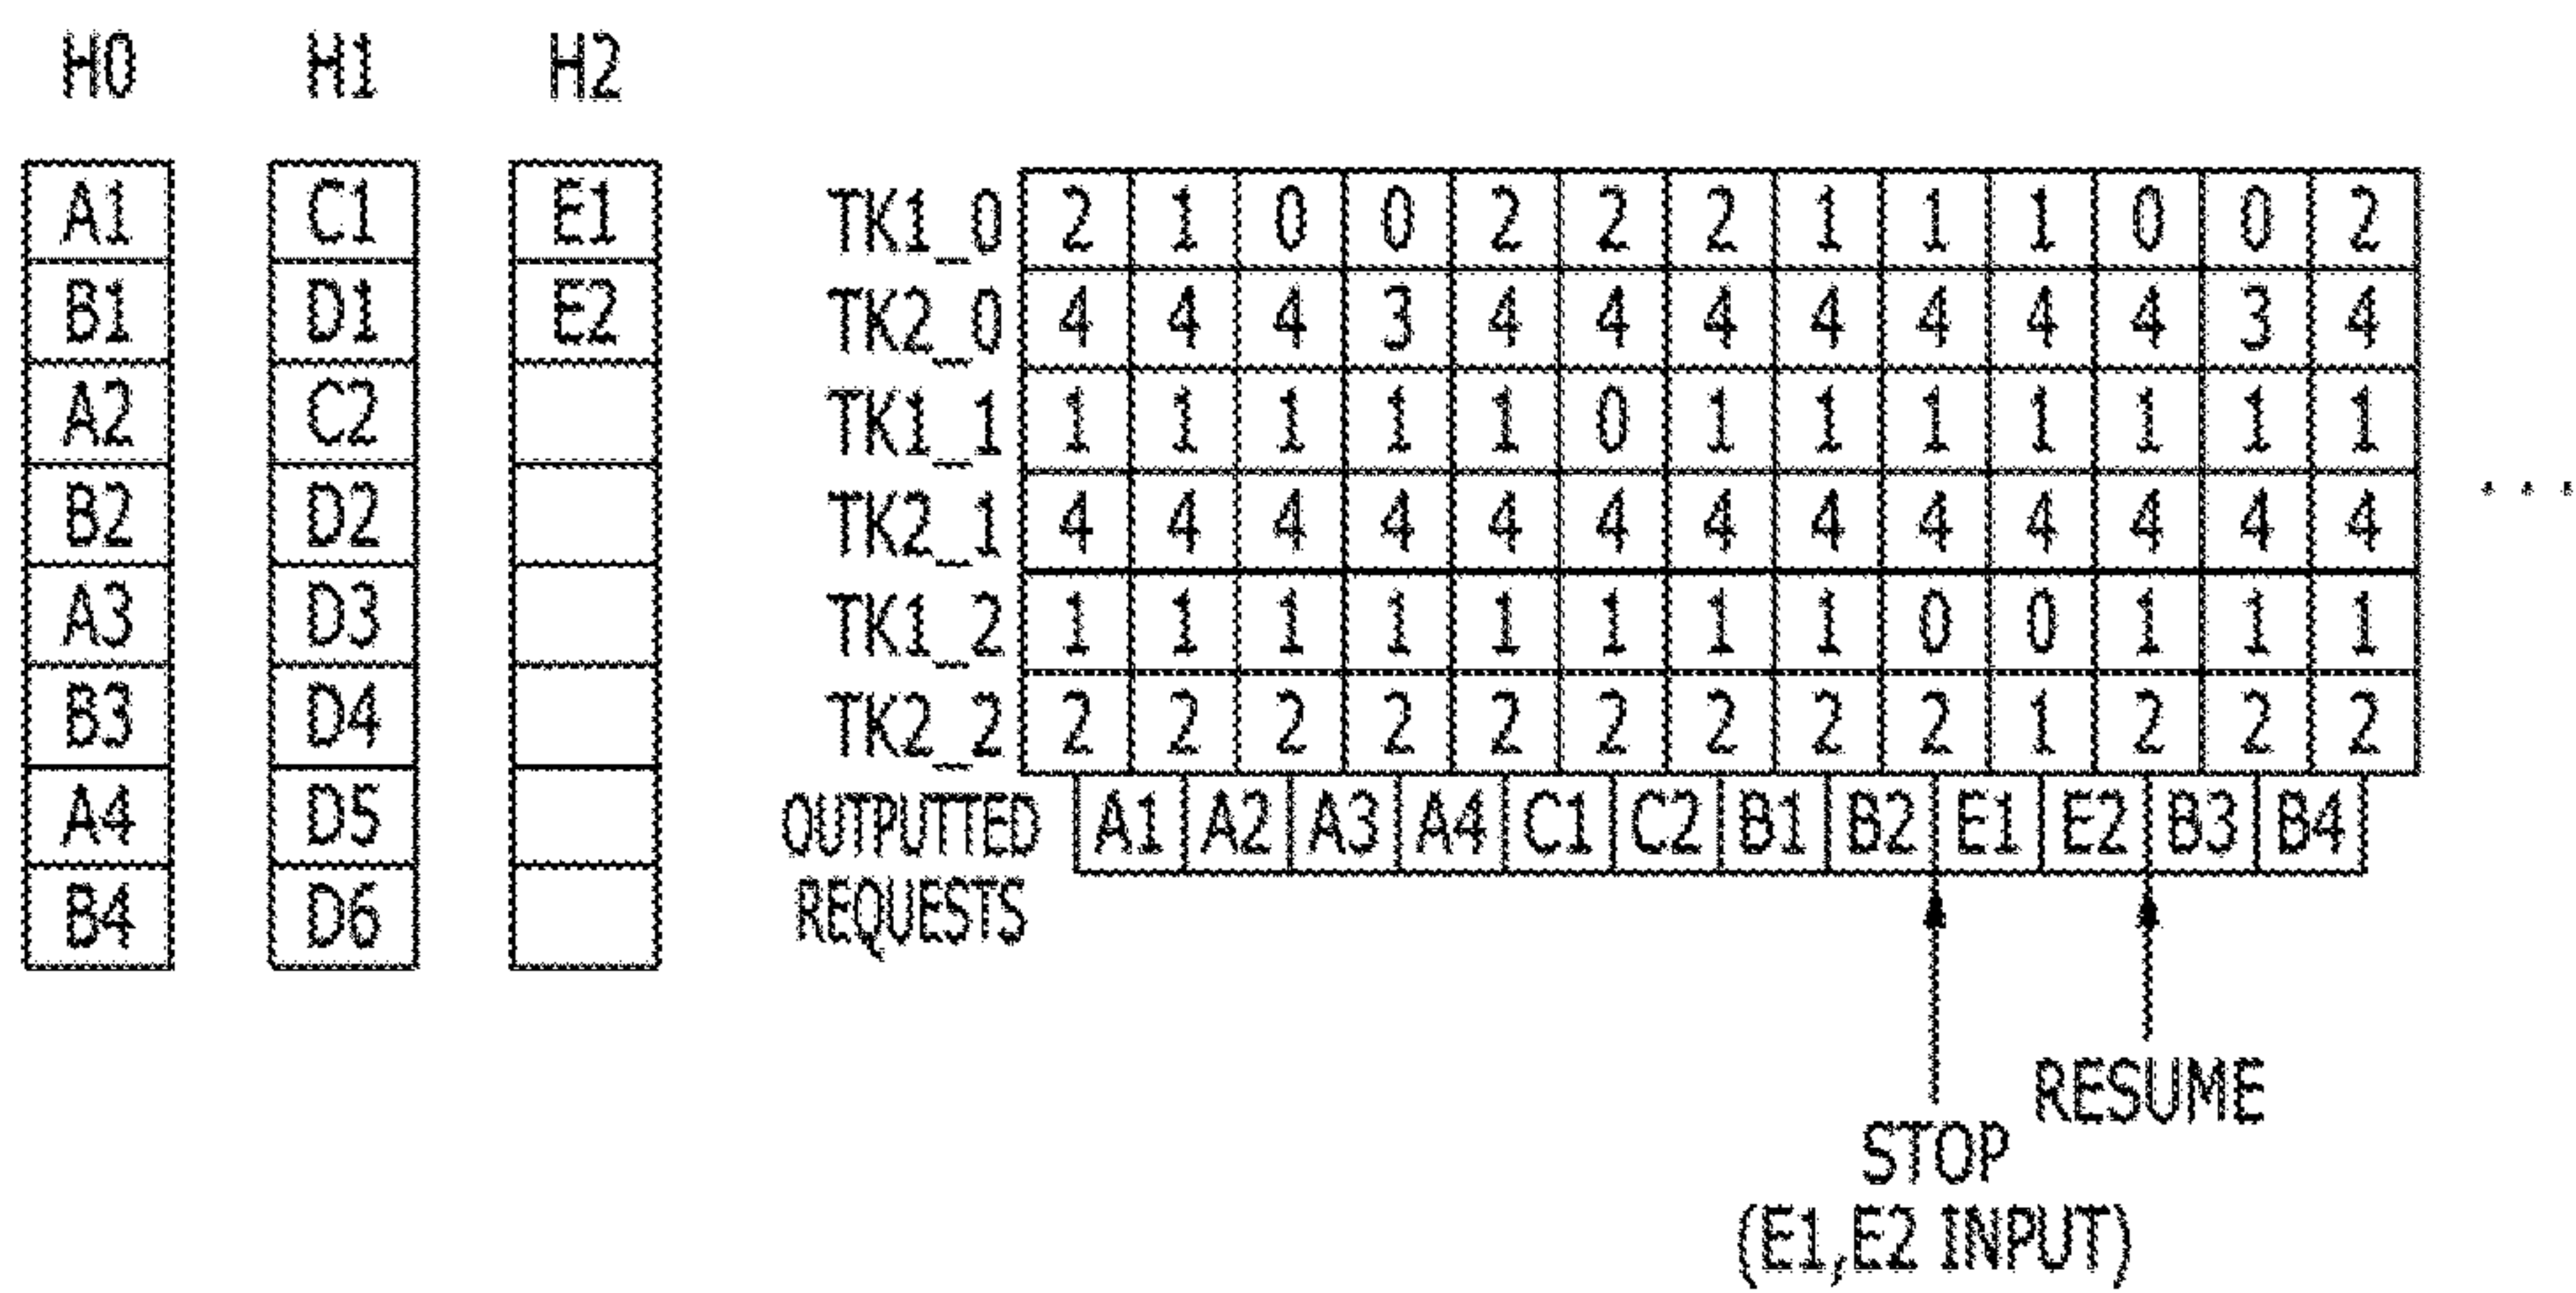 H0 H1 H2
A1 C1 E1
B1 D1 E2
A2 C2
B2 D2
A3 D3
B3 D4
A4 D5
B4 D6
TK1_0 2 1 0 0 2 2 2 1 1 1 0 0 2
TK2_0 4 4 4 3 4 4 4 4 4 4 4 3 4
TK1_1 1 1 1 1 1 0 1 1 1 1 1 1 1
TK2_1 4 4 4 4 4 4 4 4 4 4 4 4 4
...
TK1_2 1 1 1 1 1 1 1 1 0 0 1 1 1
TK2_2 2 2 2 2 2 2 2 2 2 1 2 2 2
OUTPUTTED A1 A2 A3 A4 C1 C2 B1 B2 E1 E2 B3 B4
REQUESTS
RESUME
STOP
(E1,E2 INPUT)